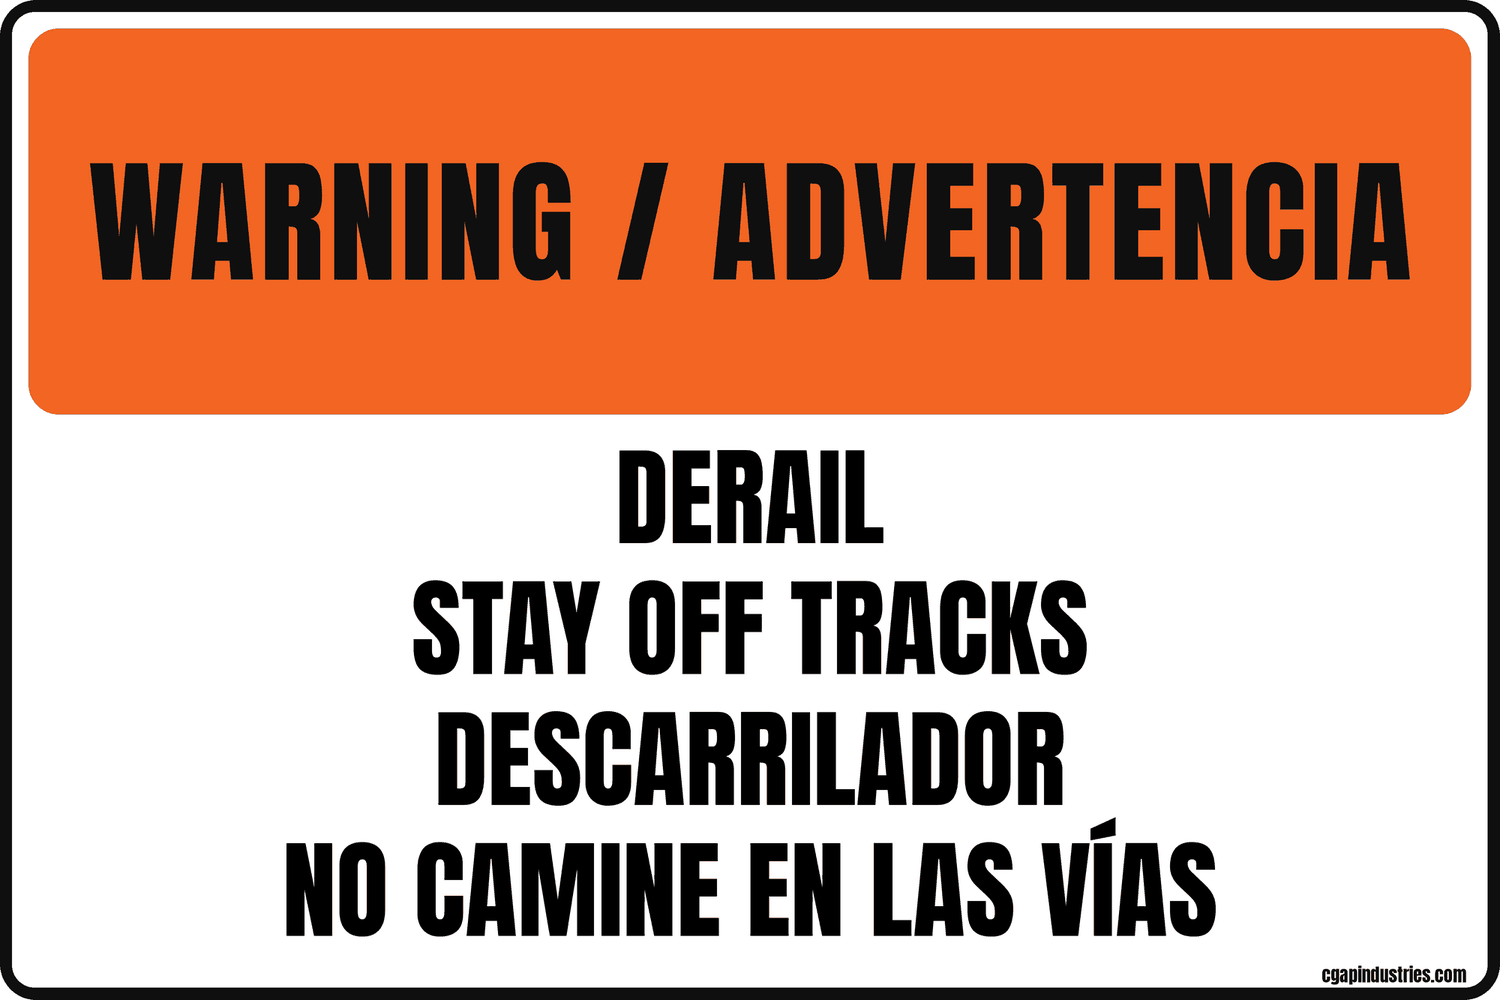 WARNING / ADVERTENCIA
DERAIL
STAY OFF TRACKS
DESCARRILADOR
NO CAMINE EN LAS VÍAS
cgapindustries.com